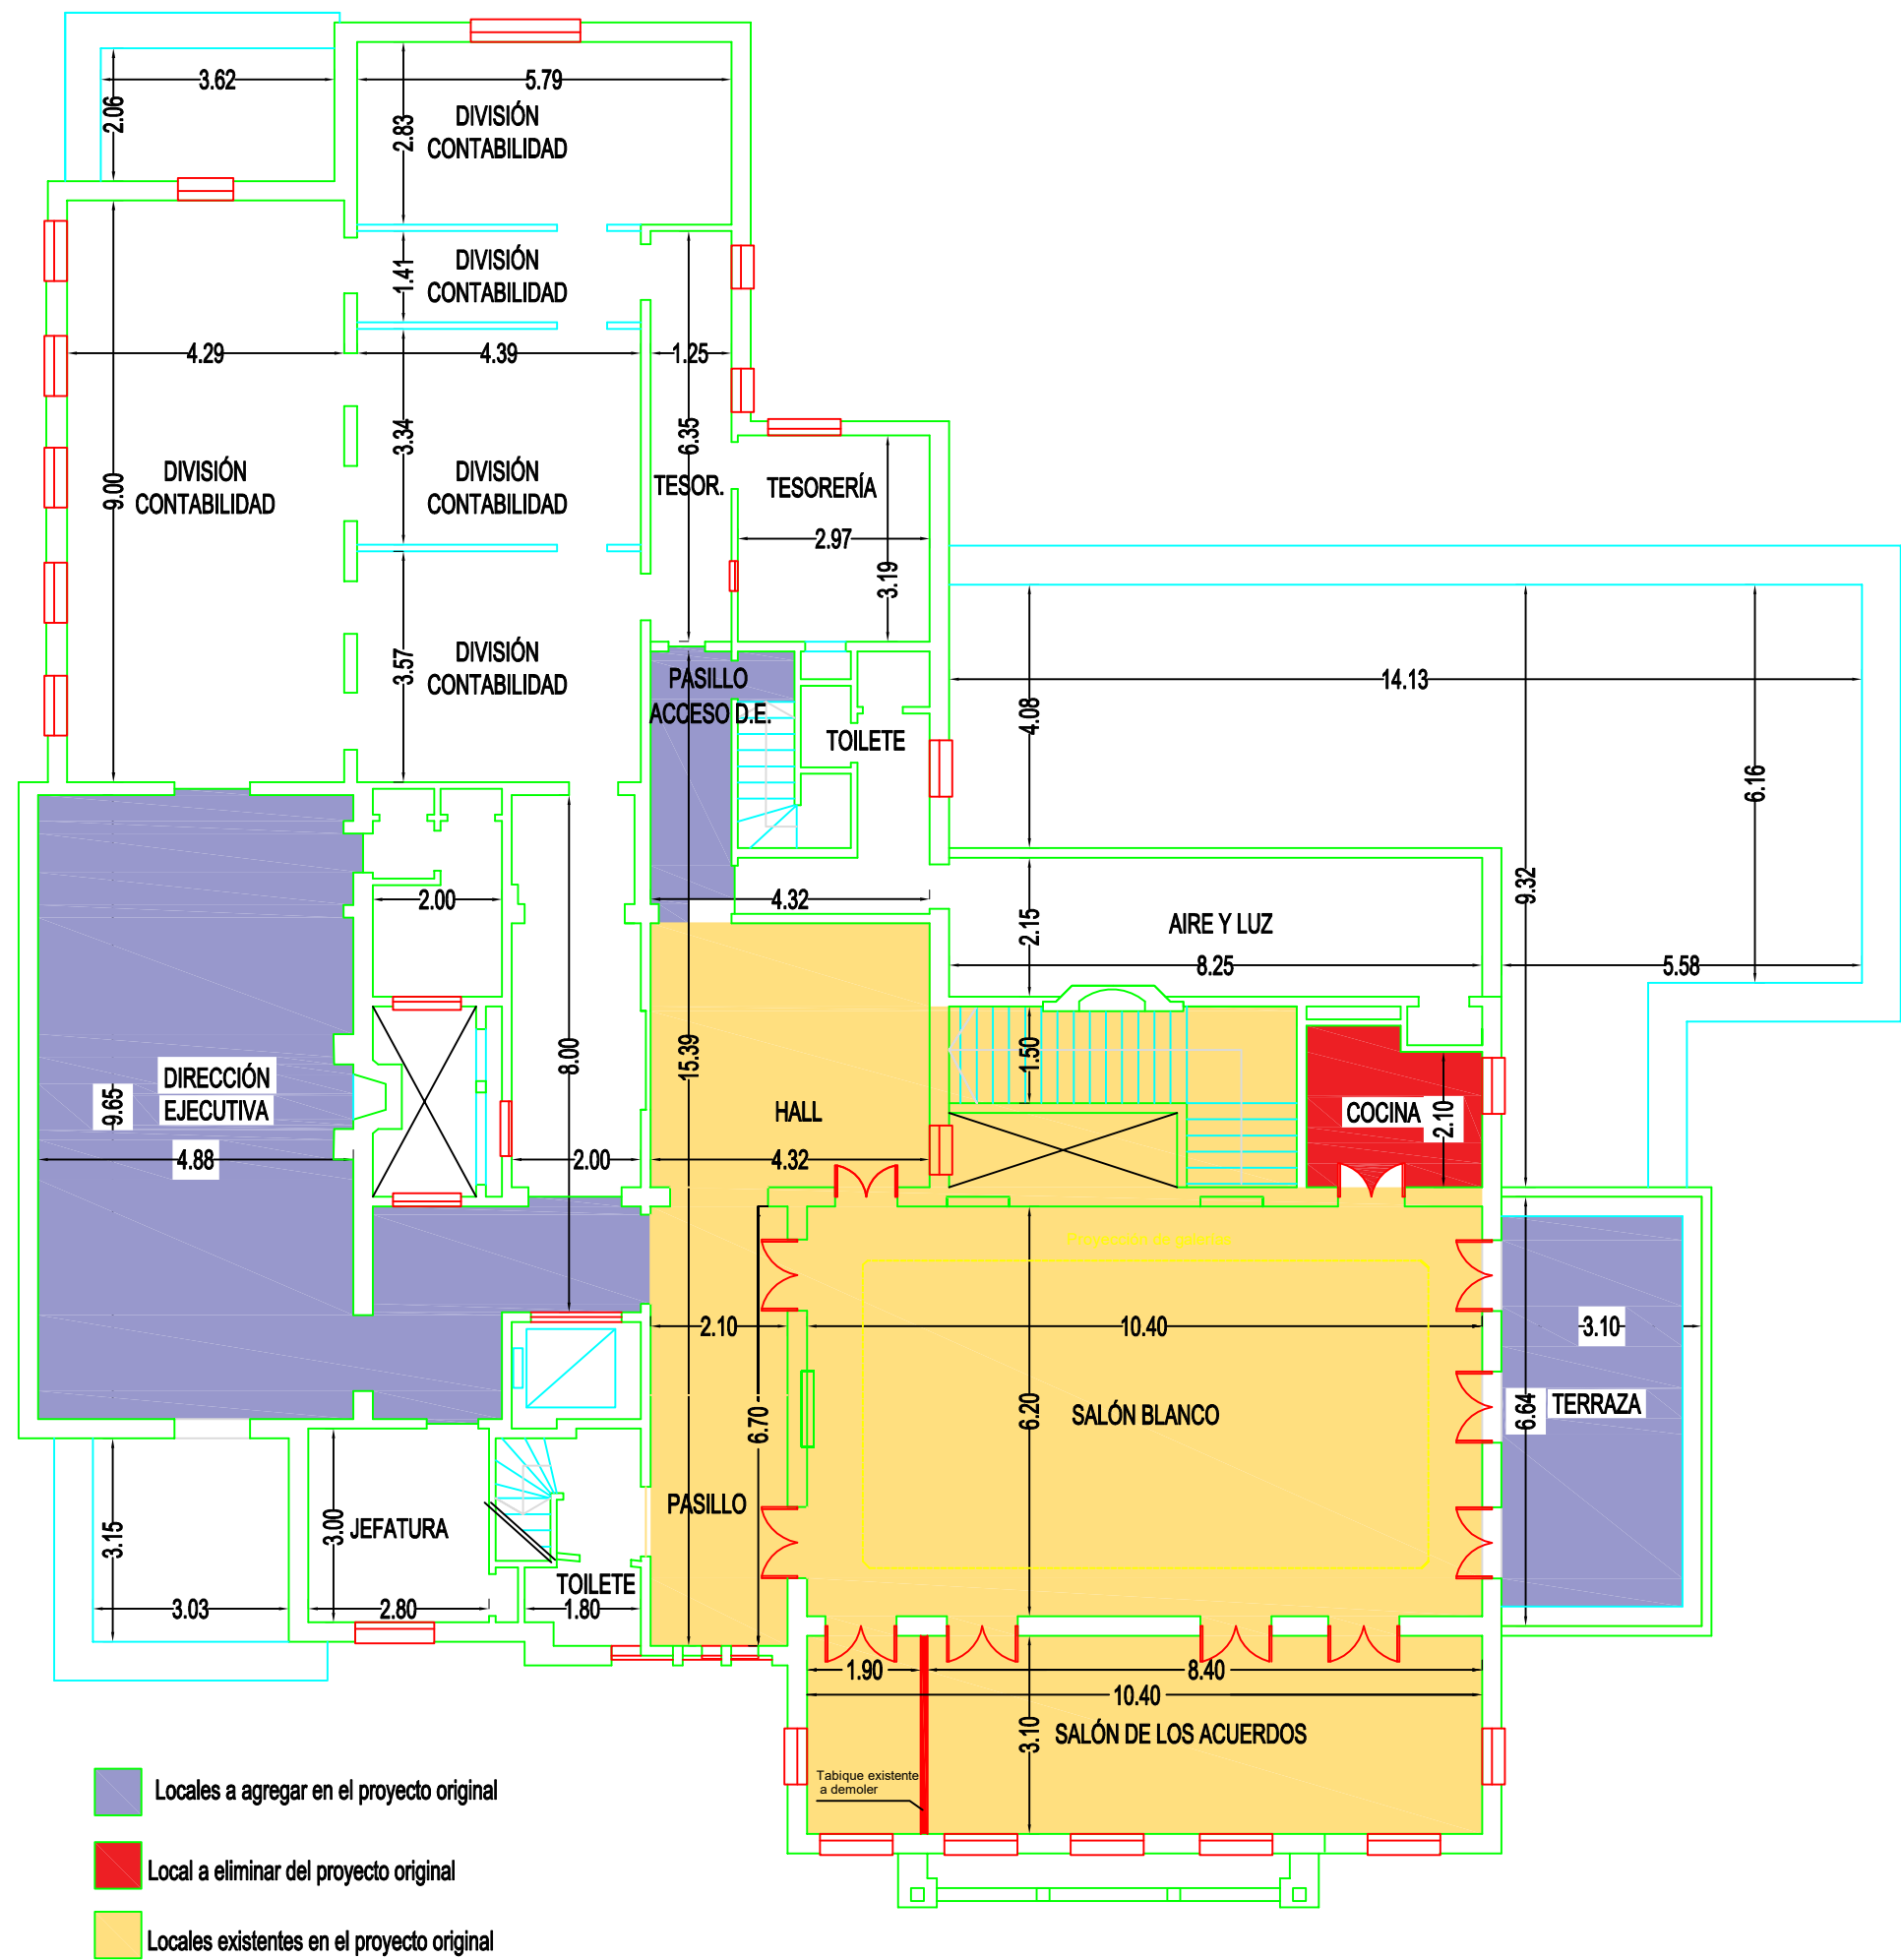 3.62
5.79
2.06
2.83
DIVISIÓN
CONTABILIDAD
1.41
DIVISIÓN
CONTABILIDAD
4.29
4.39
1.25
3.34
6.35
9.00
DIVISIÓN
CONTABILIDAD
DIVISIÓN
CONTABILIDAD
TESOR.
TESORERÍA
2.97
3.19
3.57
DIVISIÓN
CONTABILIDAD
PASILLO
ACCESO D.E.
TOILETE
4.08
14.13
6.16
9.32
2.00
4.32
2.15
AIRE Y LUZ
8.25
5.58
8.00
15.39
1.50
DIRECCIÓN
EJECUTIVA
9.65
4.88
2.00
HALL
4.32
COCINA
2.10
Proyección de galerías
2.10
10.40
3.10
6.70
6.20
SALÓN BLANCO
6.64
TERRAZA
PASILLO
3.15
3.00
JEFATURA
TOILETE
3.03
2.80
1.80
1.90
8.40
10.40
3.10
SALÓN DE LOS ACUERDOS
Tabique existente
a demoler
Locales a agregar en el proyecto original
Local a eliminar del proyecto original
Locales existentes en el proyecto original